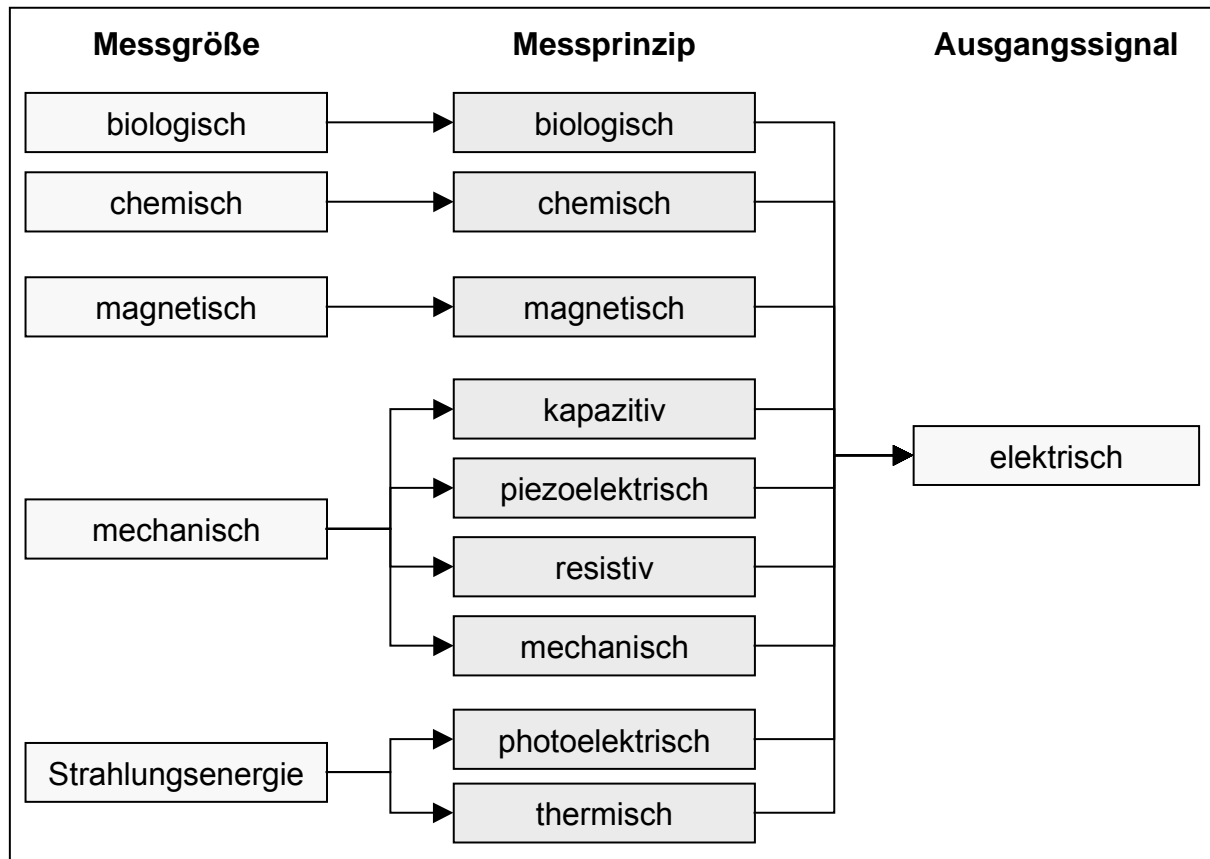 Messgröße
Messprinzip
Ausgangssignal
biologisch
biologisch
chemisch
chemisch
magnetisch
magnetisch
kapazitiv
elektrisch
piezoelektrisch
mechanisch
resistiv
mechanisch
photoelektrisch
Strahlungsenergie
thermisch